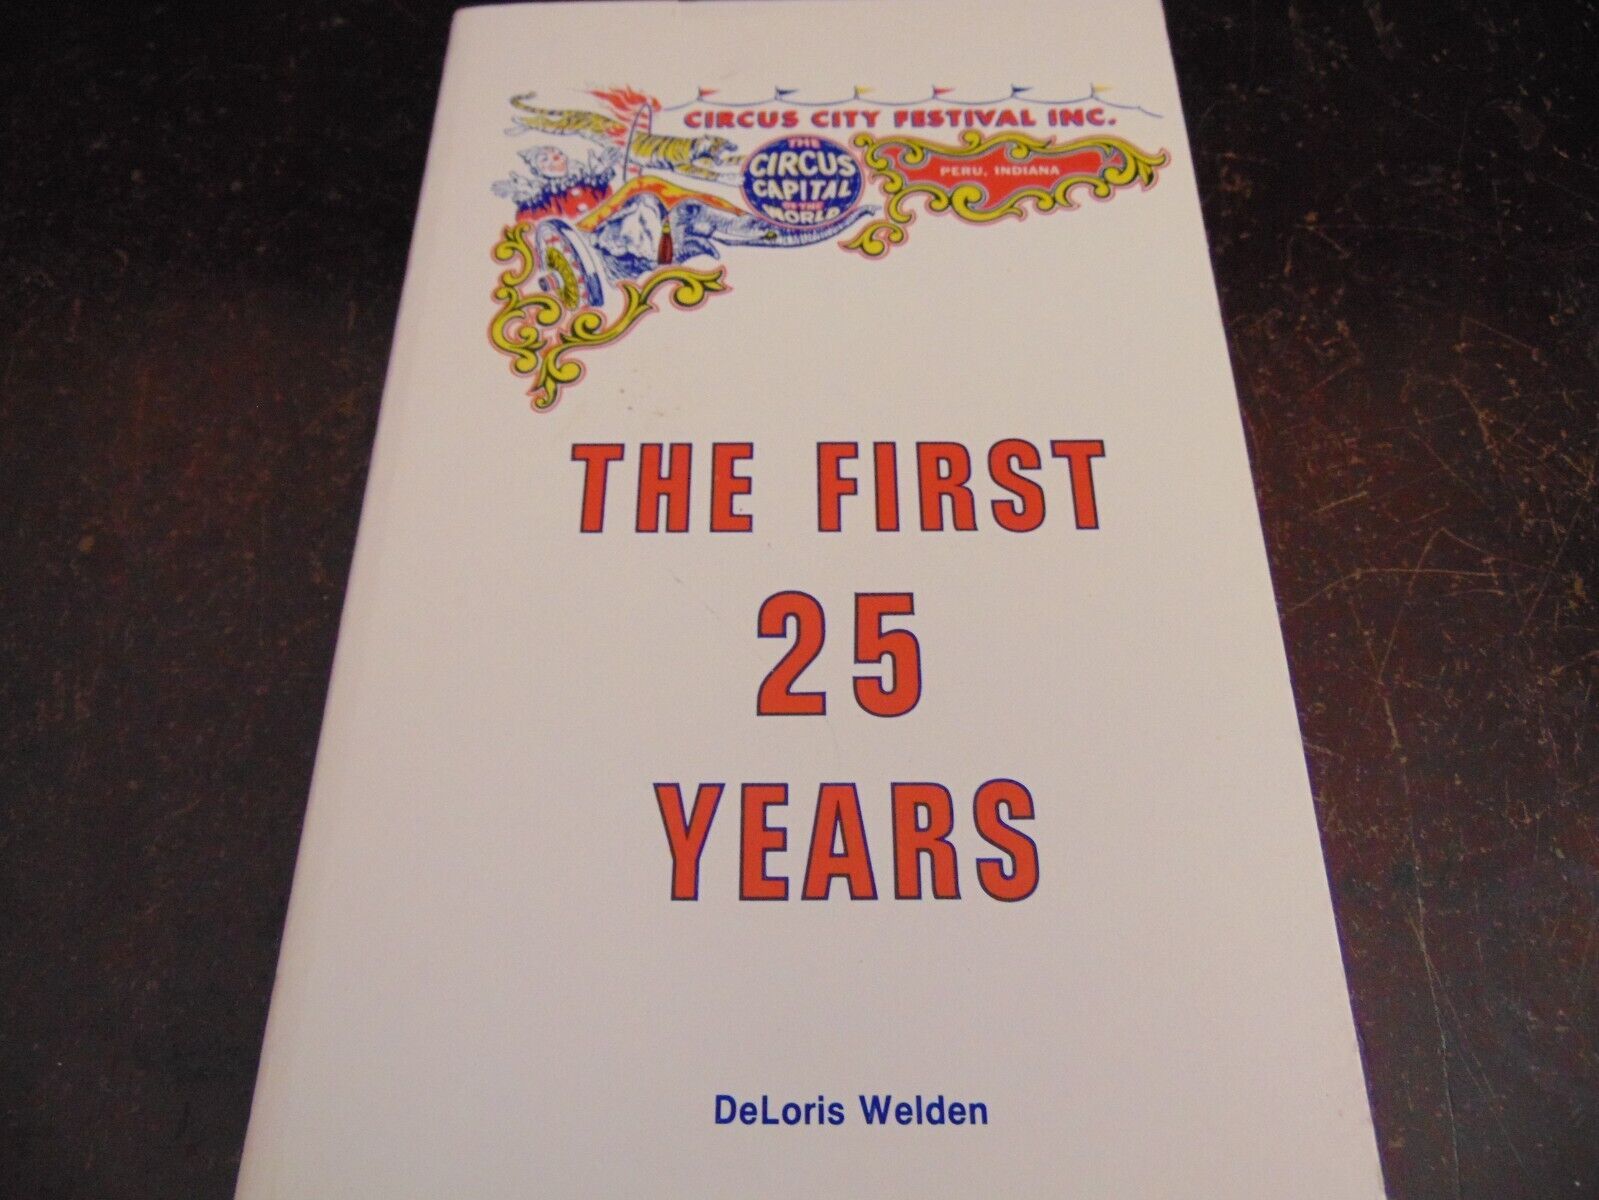 CIRCUS CITY FESTIVAL INC.
THE
CIRCUS
CAPITAL
OF THE
WORLD
PERU, INDIANA
THE FIRST
25
YEARS
DeLoris Welden